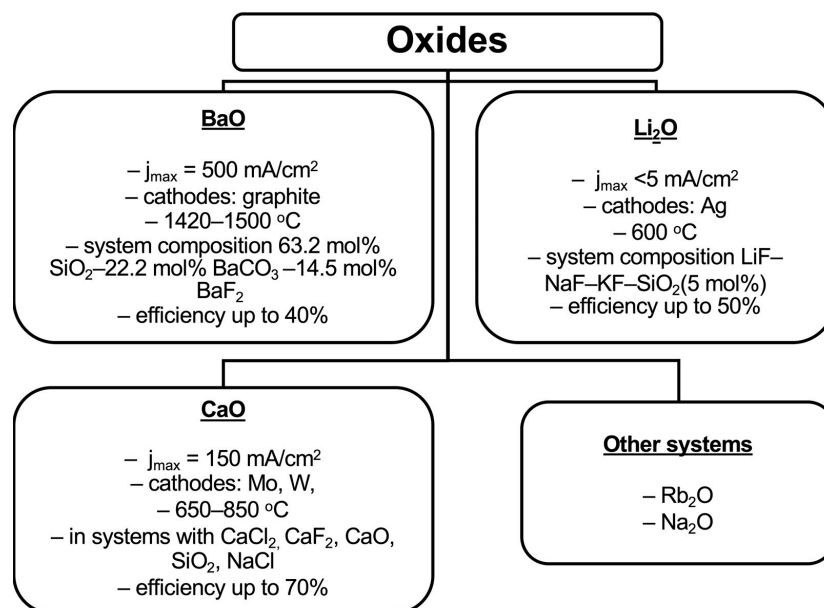 Oxides
BaO
– jmax = 500 mA/cm²
– cathodes: graphite
– 1420–1500 ºC
– system composition 63.2 mol%
SiO₂–22.2 mol% BaCO₃ –14.5 mol%
BaF₂
– efficiency up to 40%
Li₂O
– jmax <5 mA/cm²
– cathodes: Ag
– 600 ºC
– system composition LiF–
NaF–KF–SiO₂(5 mol%)
– efficiency up to 50%
CaO
– jmax = 150 mA/cm²
– cathodes: Mo, W,
– 650–850 ºC
– in systems with CaCl₂, CaF₂, CaO,
SiO₂, NaCl
– efficiency up to 70%
Other systems
– Rb₂O
– Na₂O